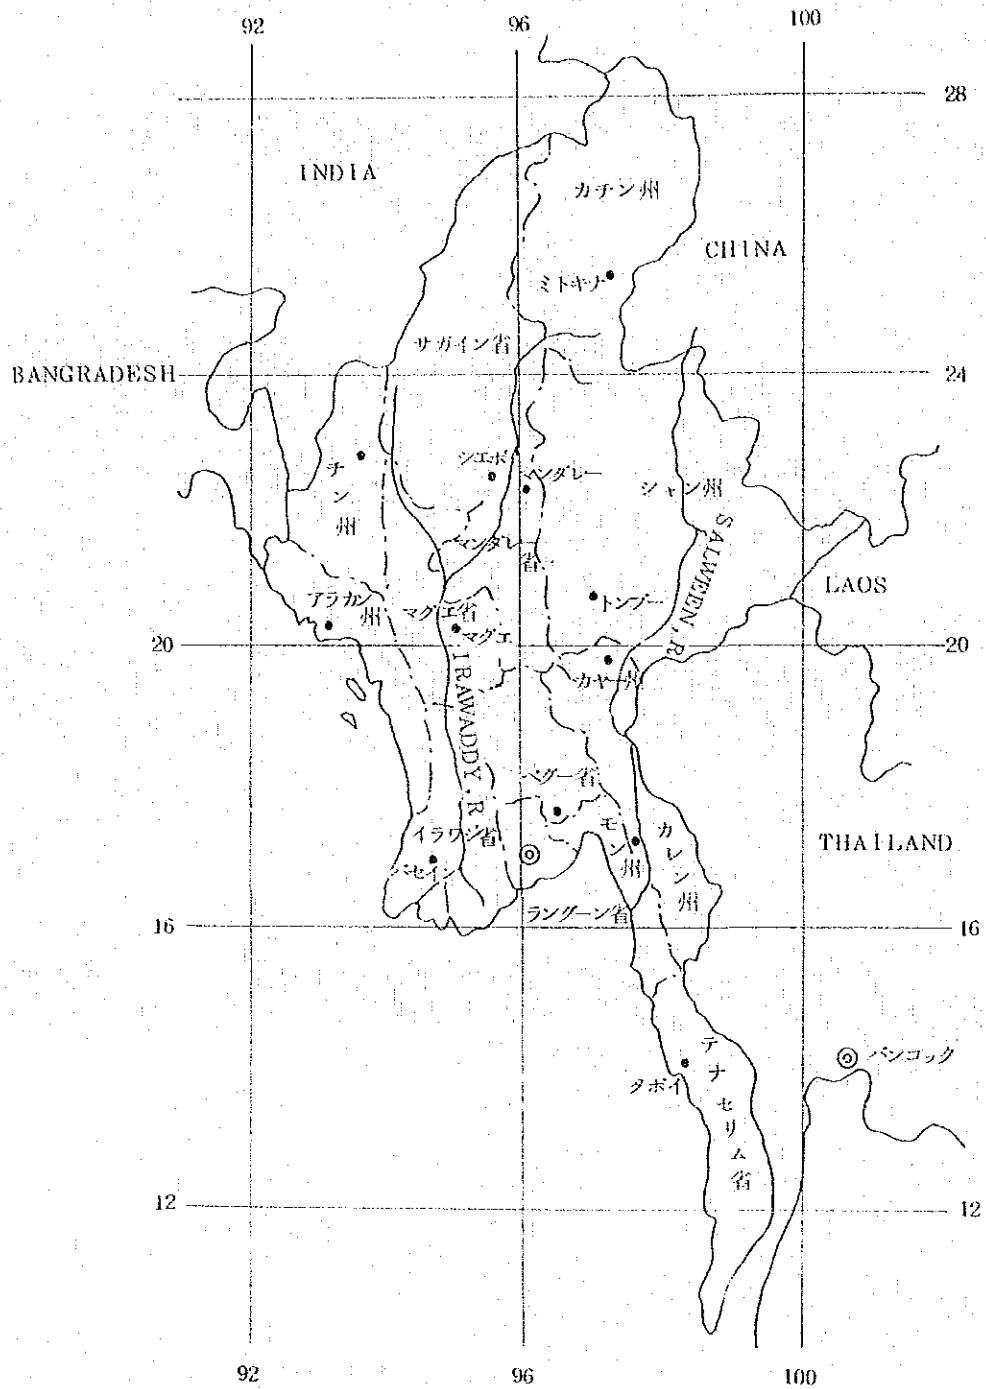 92
96
100
28
INDIA
カチン州
CHINA
ミトキナ
サガイン省
BANGRADESH
24
シエボ
マンダレー
チン州
シャン州
マンダレー省
SALWEEN.R
LAOS
アラカン州
マグエ省
マグエ
トンプー
20
20
カヤー州
IRAWADDY.R
ペグー省
イラワジ省
モン州
カレン州
THAILAND
バセイン
ラングーン省
16
16
テナセリム省
バンコック
タボイ
12
12
92
96
100